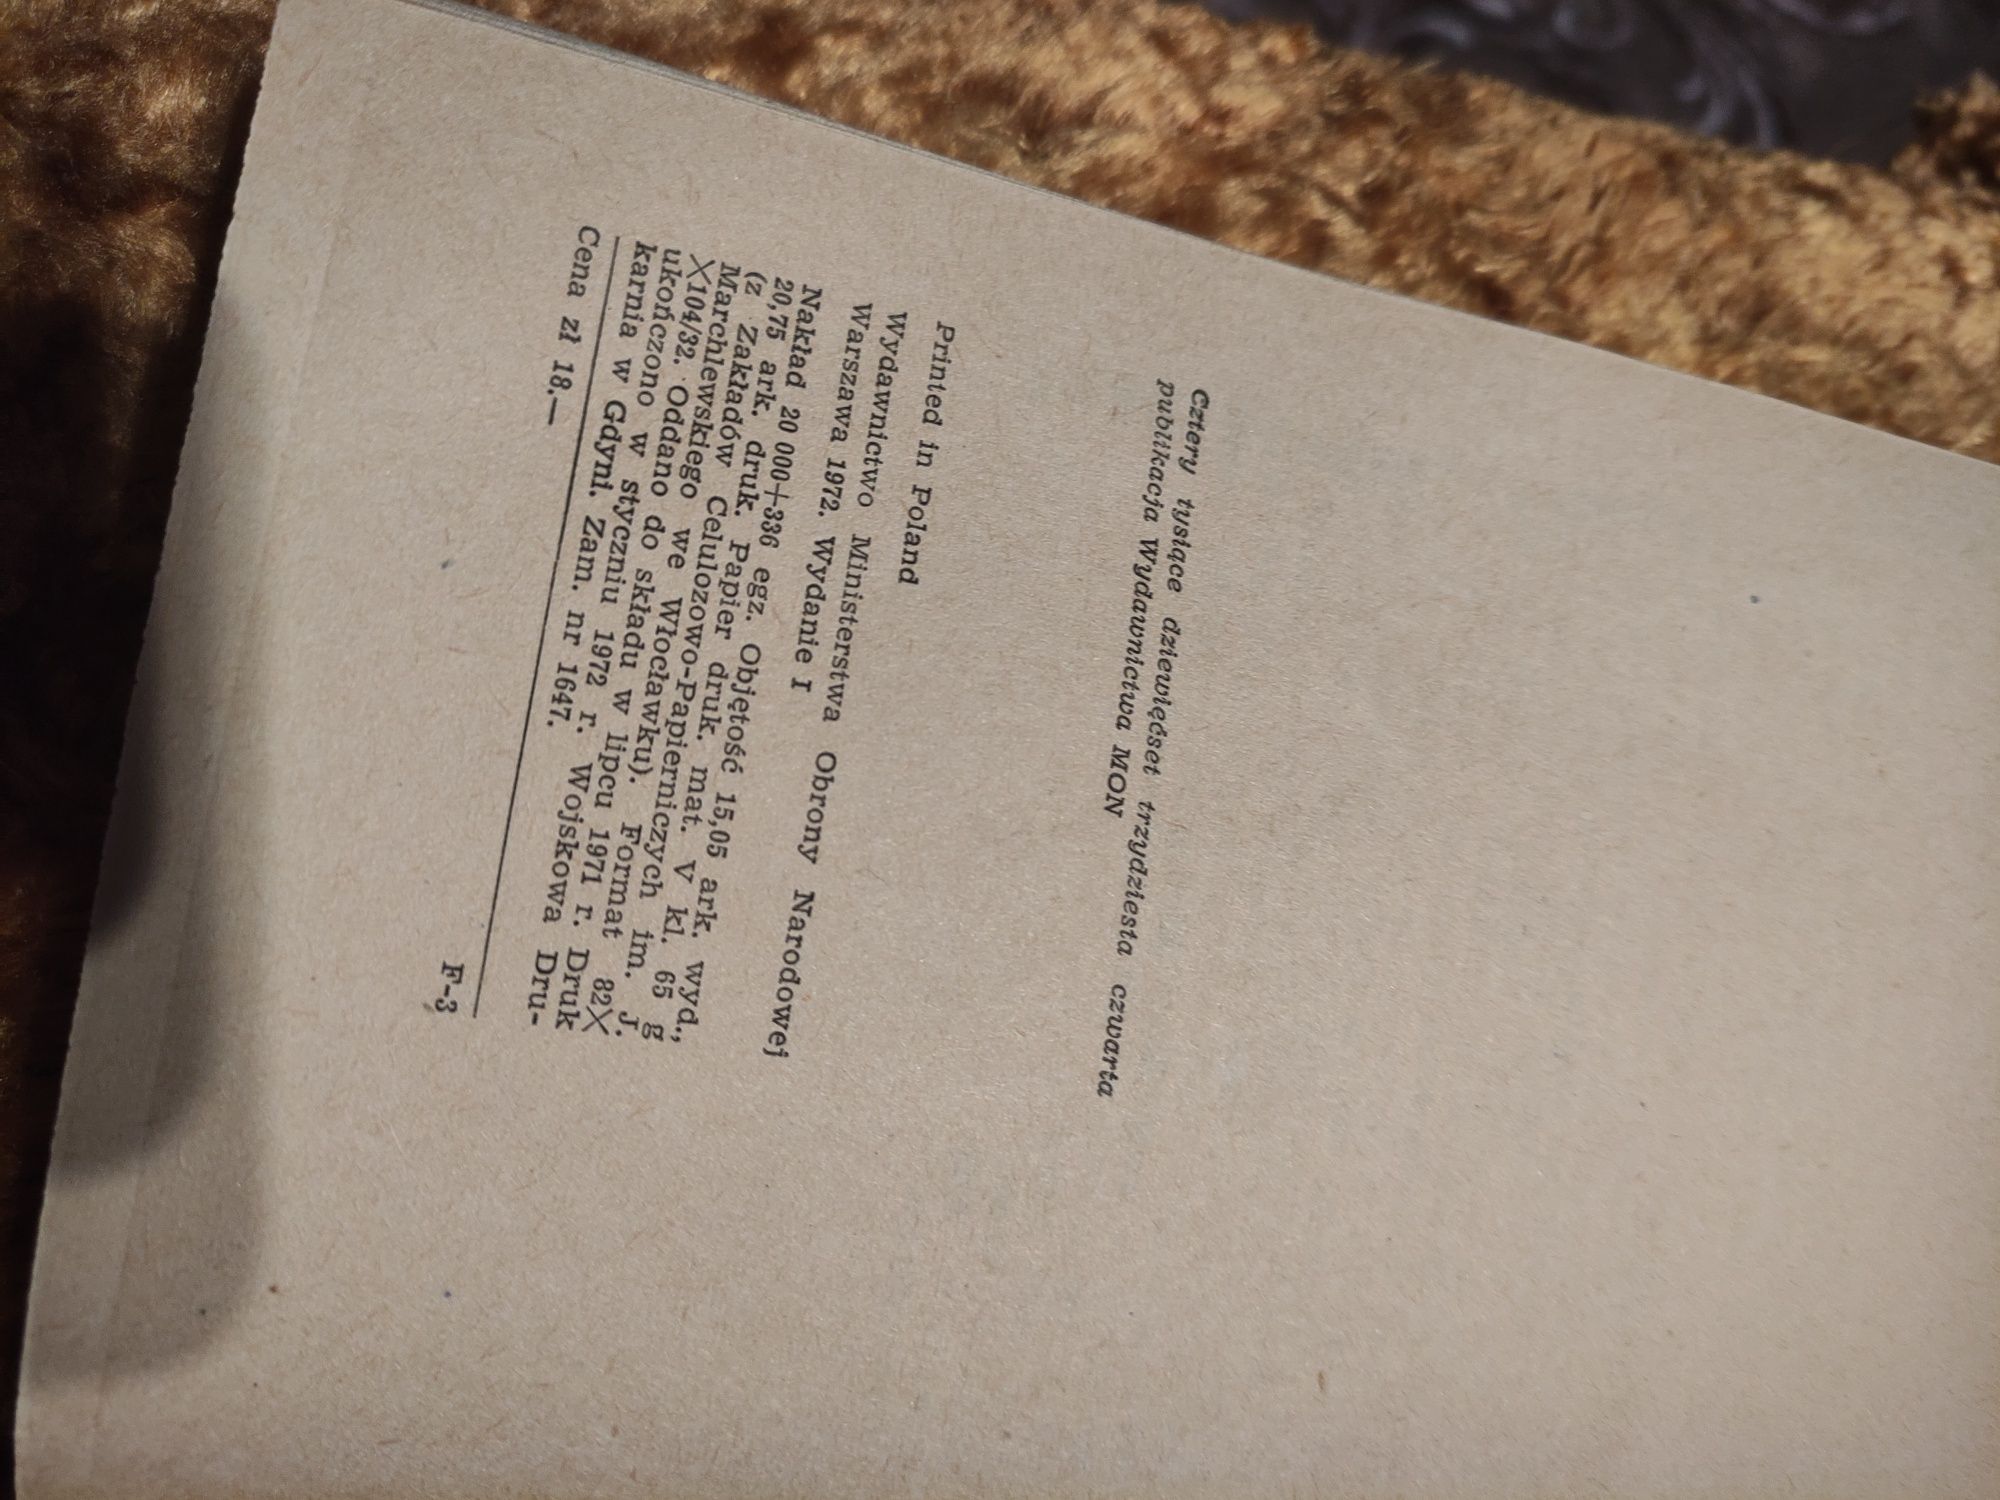 Cztery tysiące dziewięćset trzydziesta czwarta
publikacja Wydawnictwa MON
Printed in Poland
Wydawnictwo Ministerstwa Obrony Narodowej
Warszawa 1972. Wydanie I
Nakład 20 000+336 egz. Objętość 15,05 ark. wyd.,
20,75 ark. druk. Papier druk. mat. V kl. 65 g
(z Zakładów Celulozowo-Papierniczych im. J.
Marchlewskiego we Włocławku). Format 82×
×104/32. Oddano do składu w lipcu 1971 r. Druk
ukończono w styczniu 1972 r. Wojskowa Dru-
karnia w Gdyni. Zam. nr 1647.
Cena zł 18.—
F-3